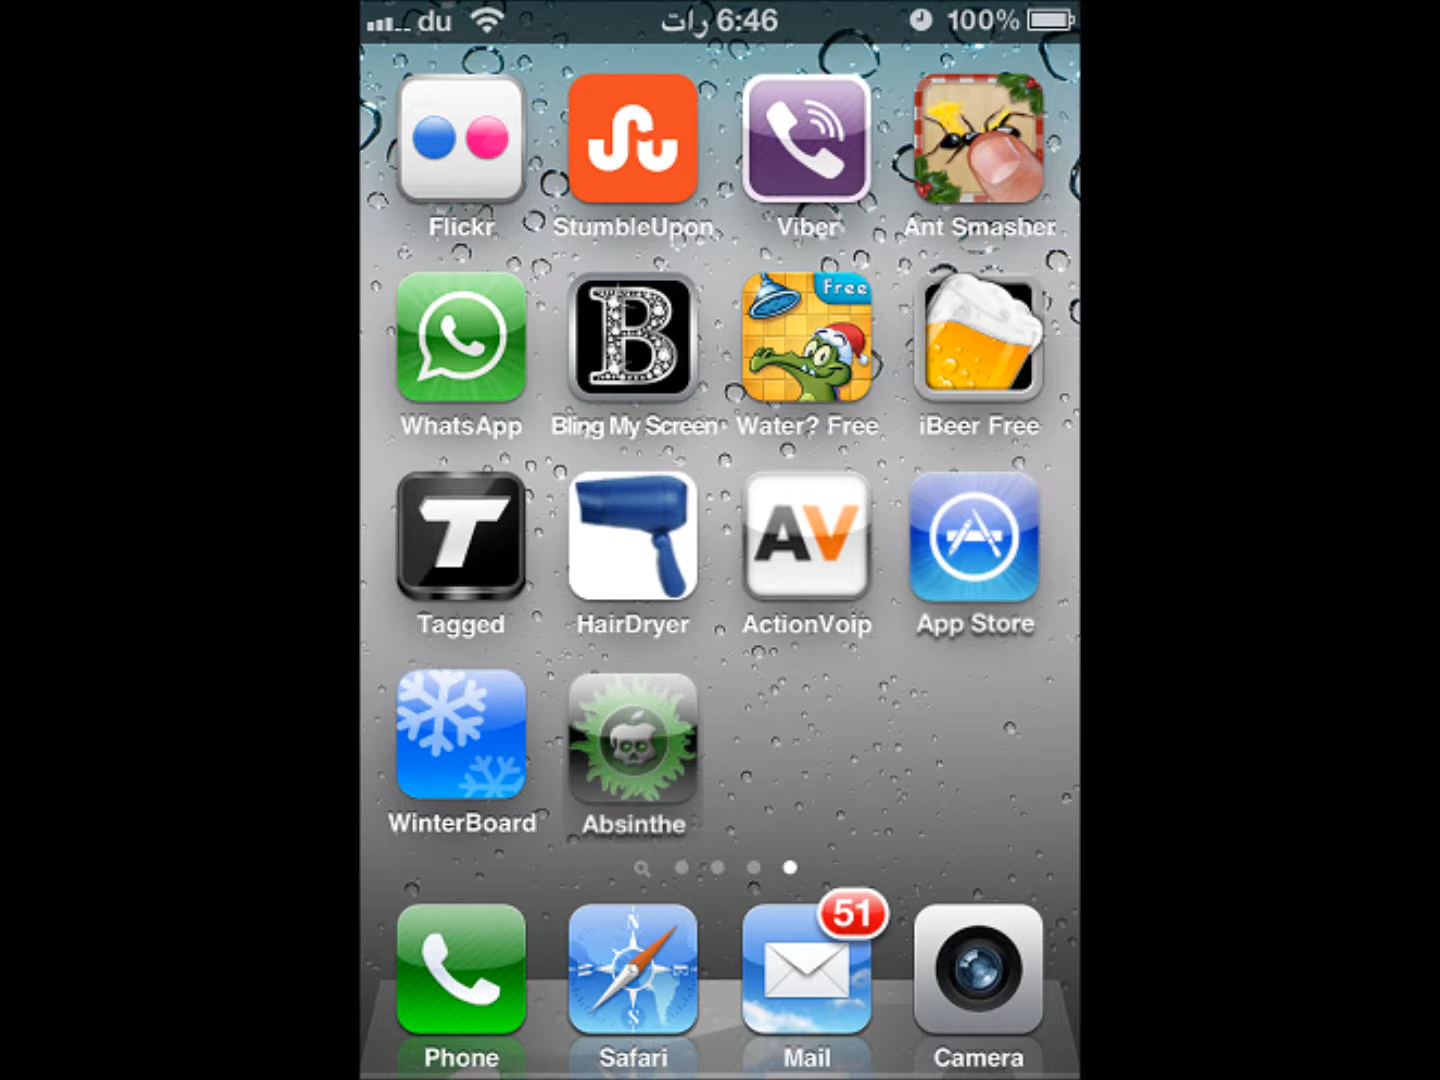 du 6:46 رات 100%
Flickr StumbleUpon Viber Ant Smasher
Free
WhatsApp Bling My Screen Water? Free iBeer Free
B
T AV
Tagged HairDryer ActionVoip App Store
WinterBoard Absinthe
51
N
W E
S
Phone Safari Mail Camera